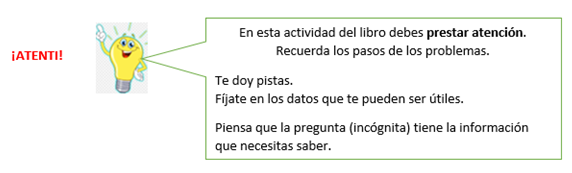 En esta actividad del libro debes prestar atención.
Recuerda los pasos de los problemas.
¡ATENTI!
Te doy pistas.
Fíjate en los datos que te pueden ser útiles.
Piensa que la pregunta (incógnita) tiene la información
que necesitas saber.